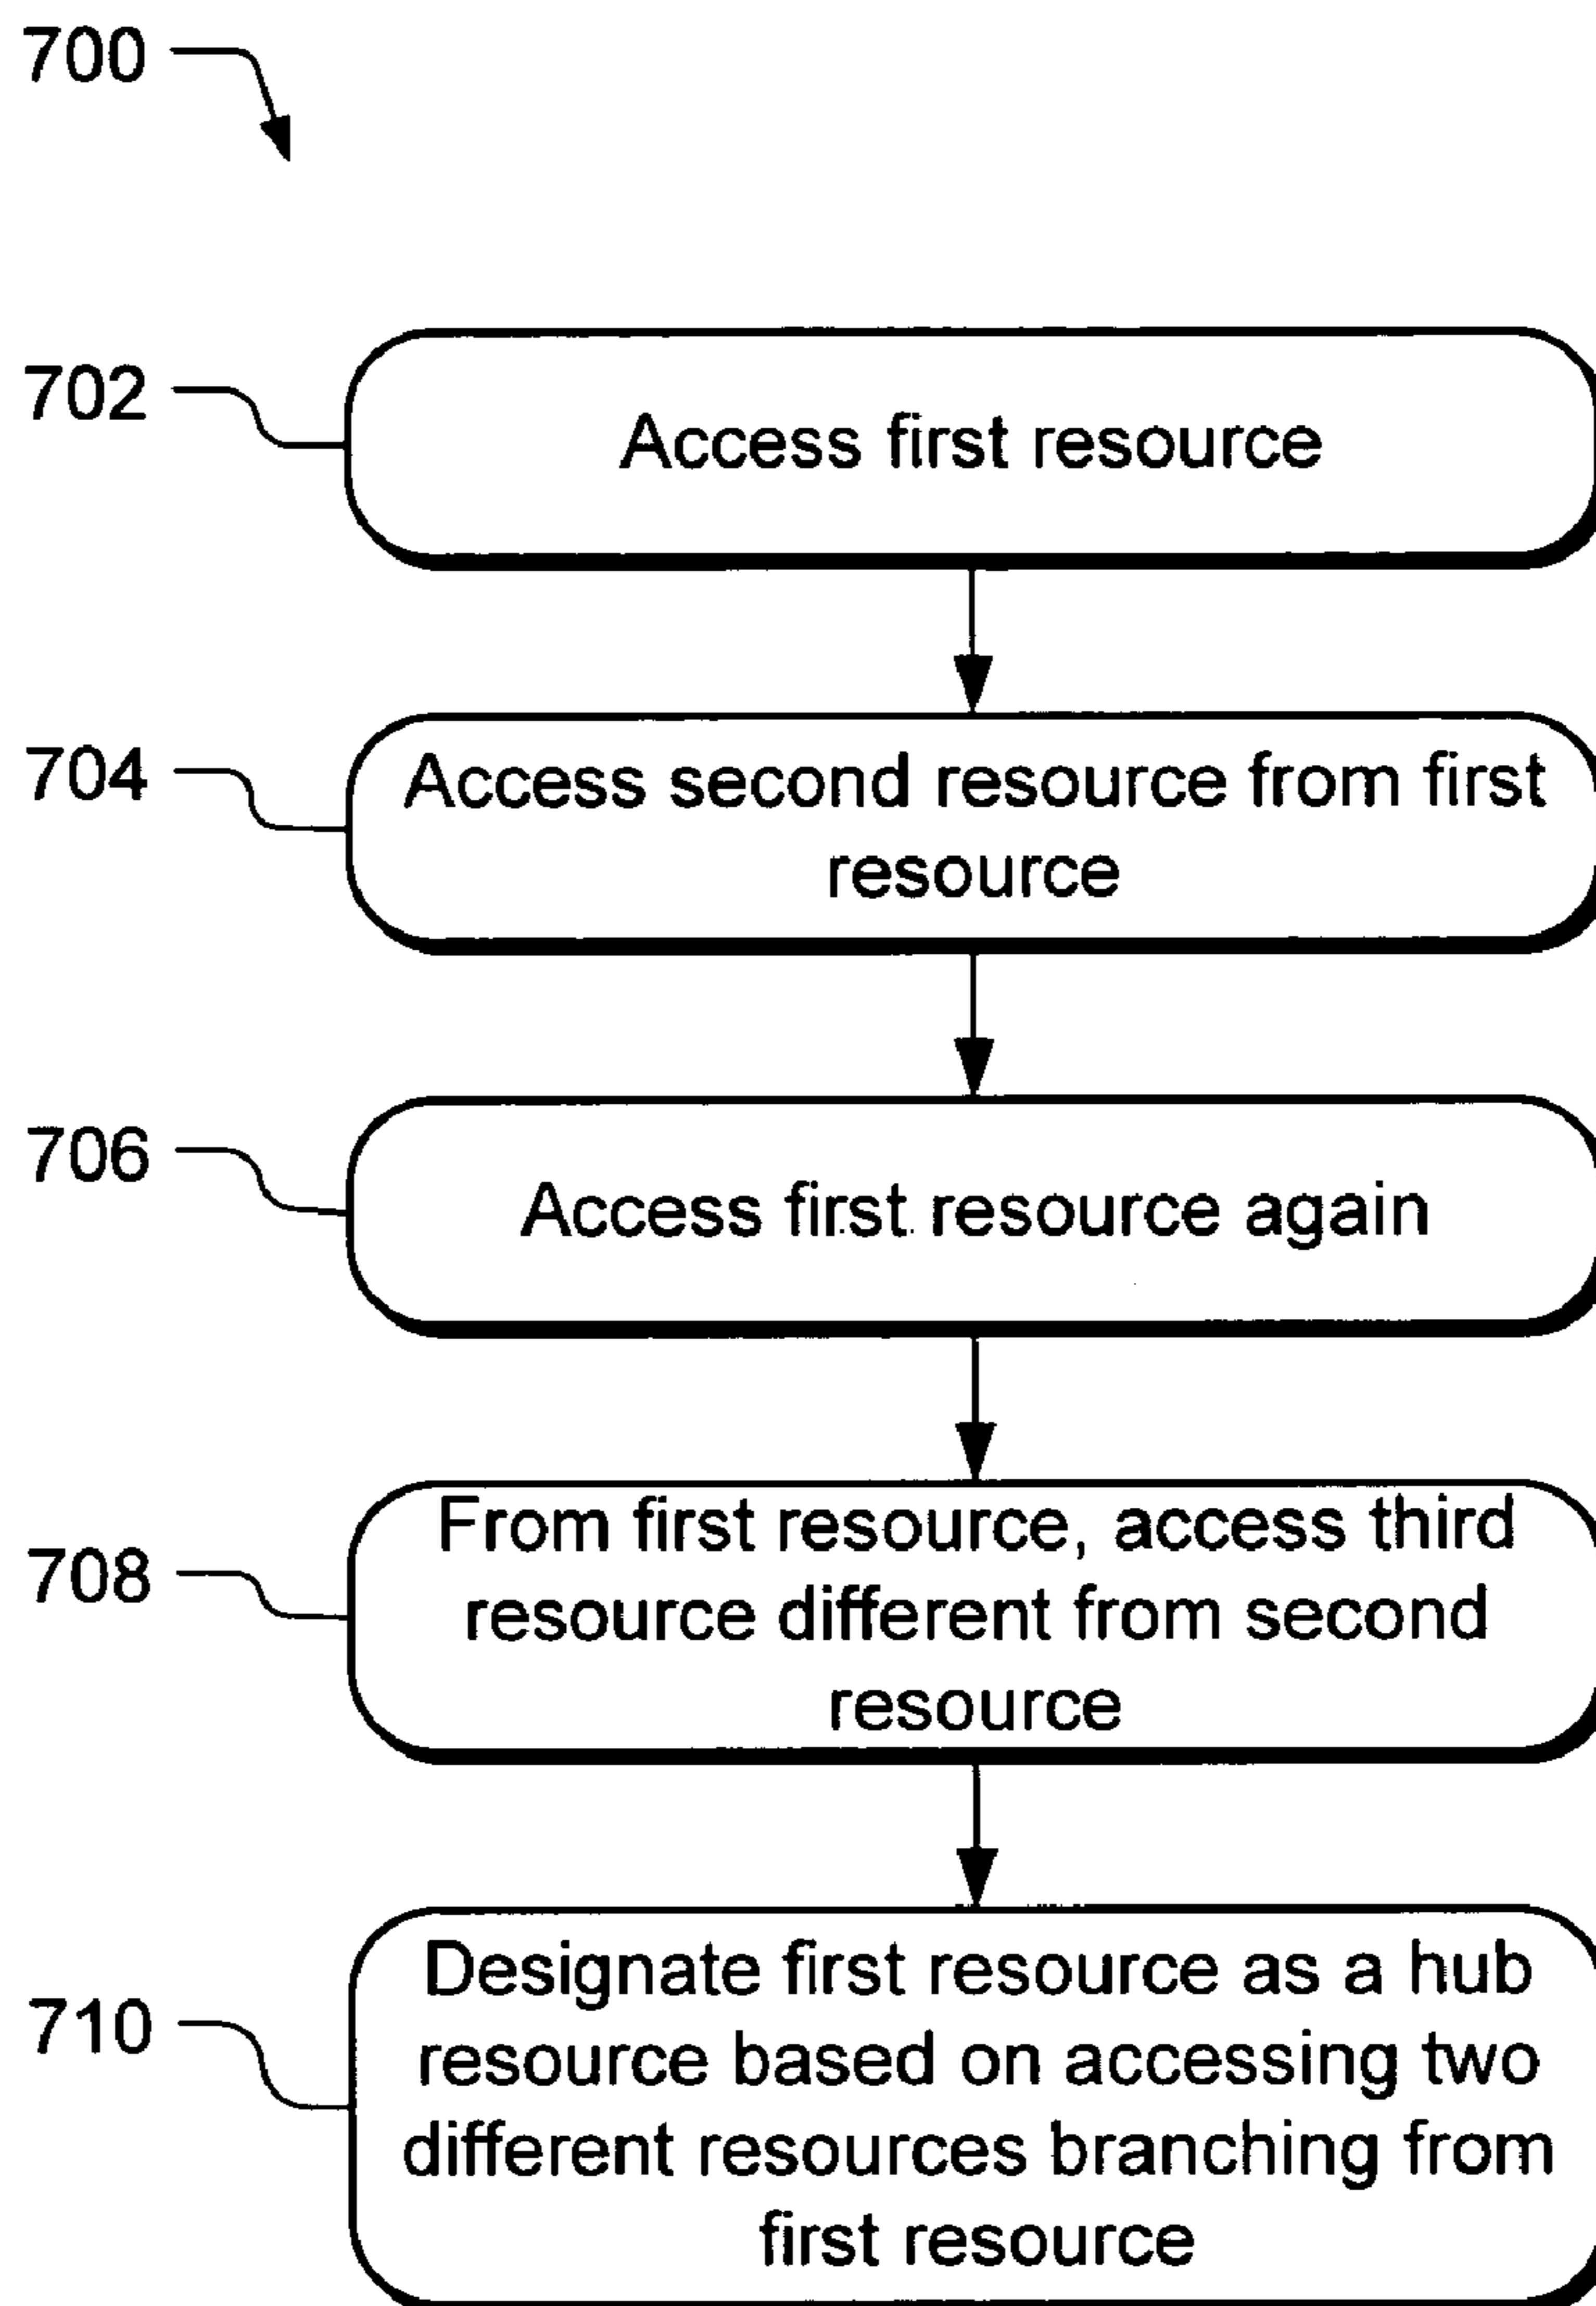 700
702
Access first resource
704
Access second resource from first
resource
706
Access first resource again
708
From first resource, access third
resource different from second
resource
710
Designate first resource as a hub
resource based on accessing two
different resources branching from
first resource